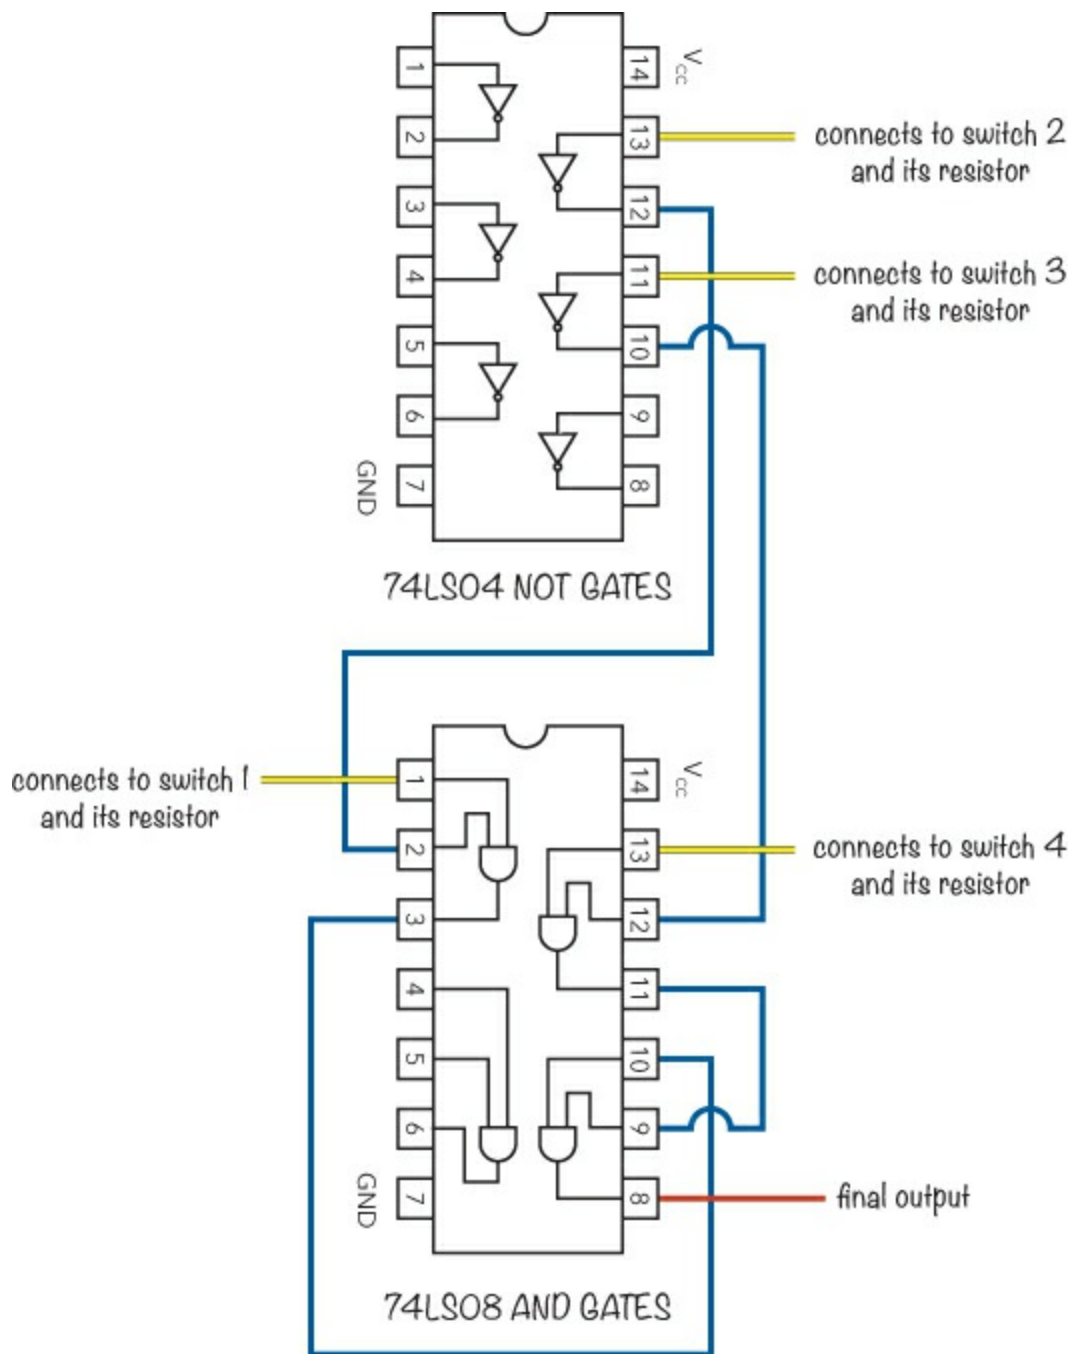 1
14
V
CC
2
13
connects to switch 2
and its resistor
3
12
4
11
connects to switch 3
and its resistor
5
10
6
9
GND
7
8
74LS04 NOT GATES
connects to switch 1
and its resistor
1
14
V
CC
2
13
connects to switch 4
and its resistor
3
12
4
11
5
10
6
9
GND
7
8
final output
74LS08 AND GATES